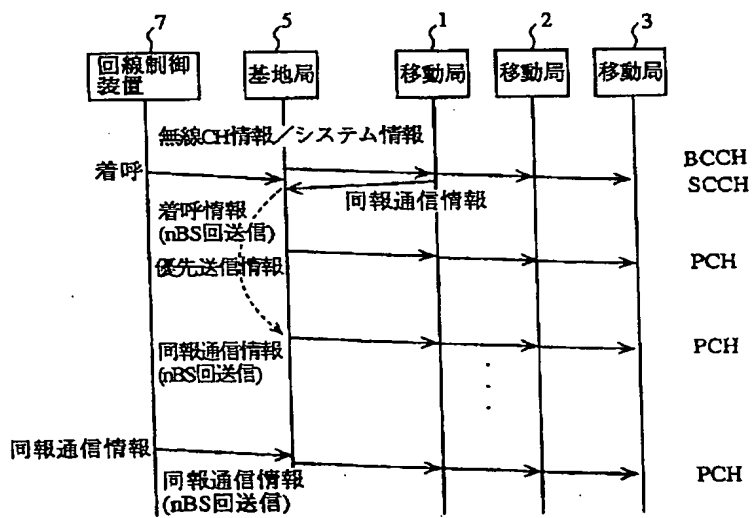 7
5
1
2
3
回線制御
装置
基地局
移動局
移動局
移動局
無線CH情報／システム情報
BCCH
着呼
SCCH
同報通信情報
着呼情報
(nBS回送信)
優先送信情報
PCH
同報通信情報
(nBS回送信)
PCH
同報通信情報
同報通信情報
(nBS回送信)
PCH